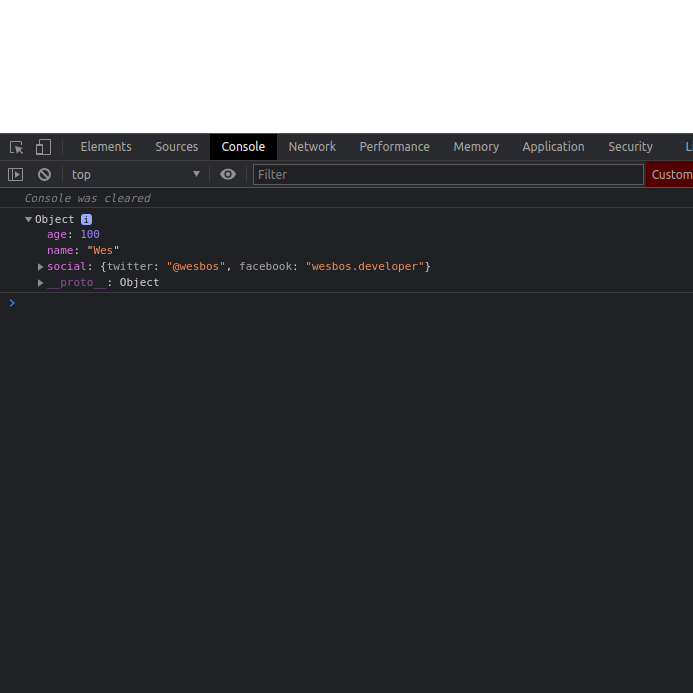 Elements Sources Console Network Performance Memory Application Security
top Filter Custom
Console was cleared
Object i
age: 100
name: "Wes"
social: {twitter: "@wesbos", facebook: "wesbos.developer"}
__proto__: Object